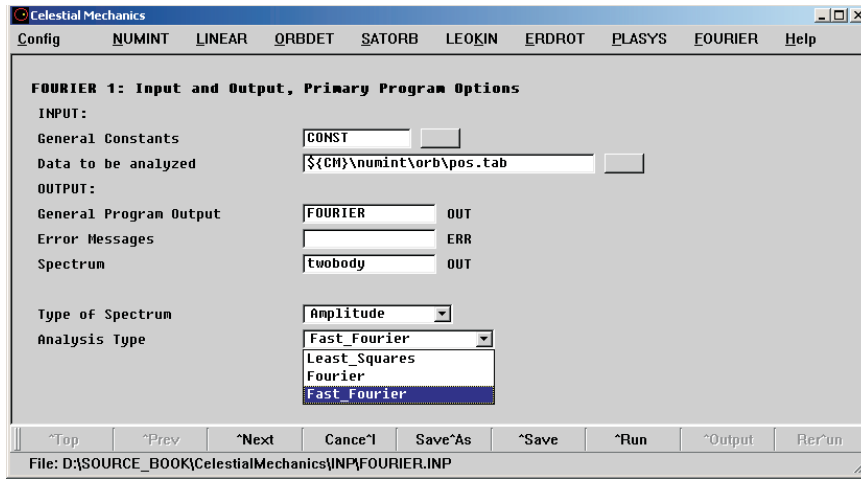 Celestial Mechanics
Config NUMINT LINEAR ORBDET SATORB LEOKIN ERDROT PLASYS FOURIER Help
FOURIER 1: Input and Output, Primary Program Options
INPUT:
General Constants CONST
Data to be analyzed ${CM}\numint\orb\pos.tab
OUTPUT:
General Program Output FOURIER OUT
Error Messages ERR
Spectrum twobody OUT
Type of Spectrum Amplitude
Analysis Type Fast_Fourier
Least_Squares
Fourier
Fast_Fourier
^Top ^Prev ^Next Cance^l Save^As ^Save ^Run ^Output Rer^un
File: D:\SOURCE_BOOK\CelestialMechanics\INP\FOURIER.INP